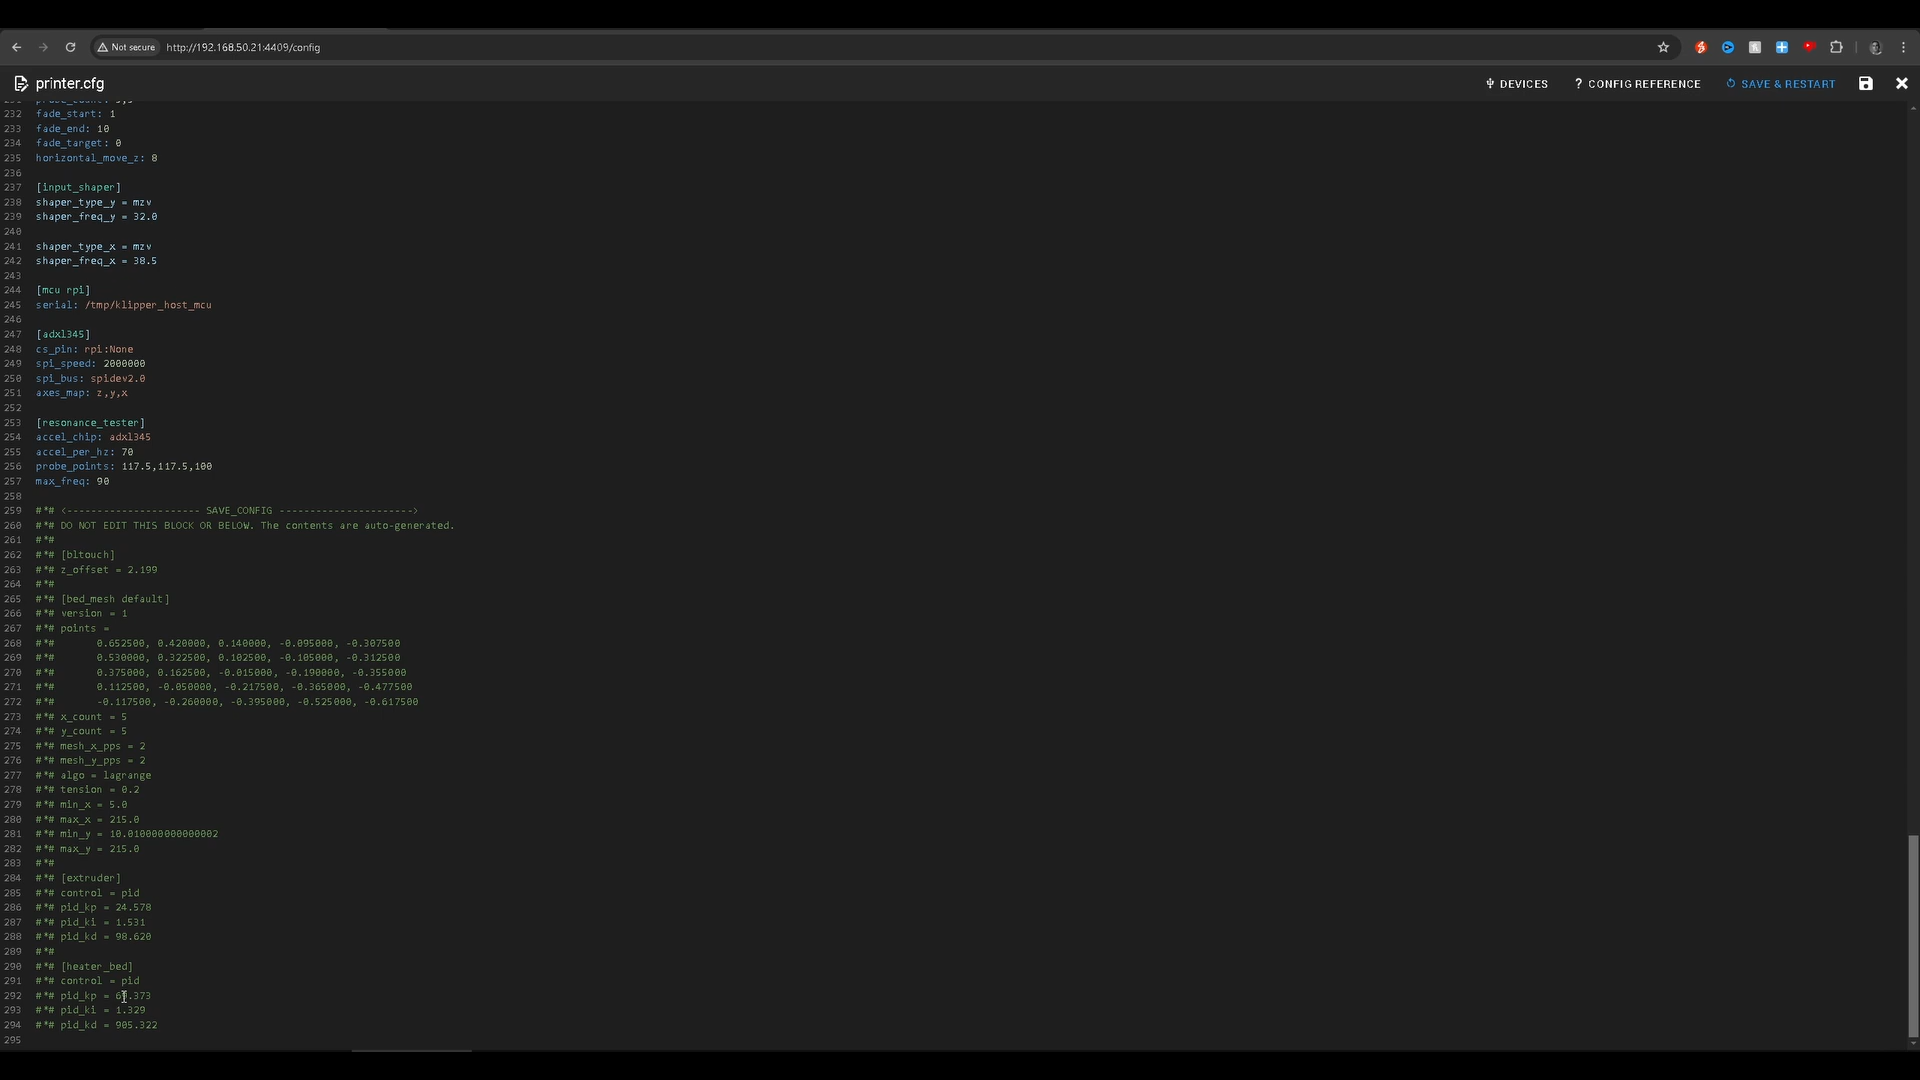 Not secure http://192.168.50.21:4409/config
printer.cfg DEVICES ? CONFIG REFERENCE SAVE & RESTART
232 fade_start: 1
233 fade_end: 10
234 fade_target: 0
235 horizontal_move_z: 8
236
237 [input_shaper]
238 shaper_type_y = mzv
239 shaper_freq_y = 32.0
240
241 shaper_type_x = mzv
242 shaper_freq_x = 38.5
243
244 [mcu rpi]
245 serial: /tmp/klipper_host_mcu
246
247 [adxl345]
248 cs_pin: rpi:None
249 spi_speed: 2000000
250 spi_bus: spidev2.0
251 axes_map: z,y,x
252
253 [resonance_tester]
254 accel_chip: adxl345
255 accel_per_hz: 70
256 probe_points: 117.5,117.5,100
257 max_freq: 90
258
259 #*# <---------------------- SAVE_CONFIG ---------------------->
260 #*# DO NOT EDIT THIS BLOCK OR BELOW. The contents are auto-generated.
261 #*#
262 #*# [bltouch]
263 #*# z_offset = 2.199
264 #*#
265 #*# [bed_mesh default]
266 #*# version = 1
267 #*# points =
268 #*# 0.652500, 0.420000, 0.140000, -0.095000, -0.307500
269 #*# 0.530000, 0.322500, 0.102500, -0.105000, -0.312500
270 #*# 0.375000, 0.162500, -0.015000, -0.190000, -0.355000
271 #*# 0.112500, -0.050000, -0.217500, -0.365000, -0.477500
272 #*# -0.117500, -0.260000, -0.395000, -0.525000, -0.617500
273 #*# x_count = 5
274 #*# y_count = 5
275 #*# mesh_x_pps = 2
276 #*# mesh_y_pps = 2
277 #*# algo = lagrange
278 #*# tension = 0.2
279 #*# min_x = 5.0
280 #*# max_x = 215.0
281 #*# min_y = 10.010000000000002
282 #*# max_y = 215.0
283 #*#
284 #*# [extruder]
285 #*# control = pid
286 #*# pid_kp = 24.578
287 #*# pid_ki = 1.531
288 #*# pid_kd = 98.620
289 #*#
290 #*# [heater_bed]
291 #*# control = pid
292 #*# pid_kp =
293 #*# pid_ki = 1.329
294 #*# pid_kd = 905.322
295